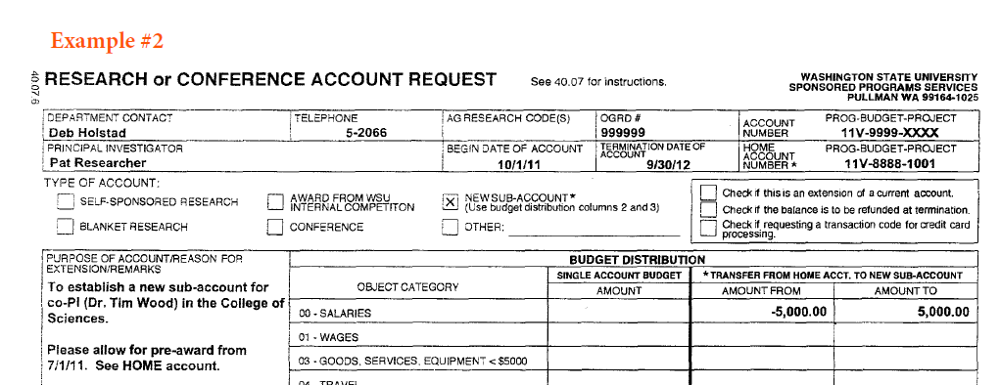 Example #2
40.07.6
RESEARCH or CONFERENCE ACCOUNT REQUEST
See 40.07 for instructions.
WASHINGTON STATE UNIVERSITY
SPONSORED PROGRAMS SERVICES
PULLMAN WA 99164-1025
DEPARTMENT CONTACT
Deb Holstad
TELEPHONE
5-2066
AG RESEARCH CODE(S)
OGRD #
999999
ACCOUNT
NUMBER
PROG-BUDGET-PROJECT
11V-9999-XXXX
PRINCIPAL INVESTIGATOR
Pat Researcher
BEGIN DATE OF ACCOUNT
10/1/11
TERMINATION DATE OF
ACCOUNT
9/30/12
HOME
ACCOUNT
NUMBER *
PROG-BUDGET-PROJECT
11V-8888-1001
TYPE OF ACCOUNT:
SELF-SPONSORED RESEARCH
AWARD FROM WSU
INTERNAL COMPETITON
X NEW SUB-ACCOUNT*
(Use budget distribution columns 2 and 3)
BLANKET RESEARCH
CONFERENCE
OTHER:
Check if this is an extension of a current account.
Check if the balance is to be refunded at termination.
Check if requesting a transaction code for credit card
processing.
PURPOSE OF ACCOUNT/REASON FOR
EXTENSION/REMARKS
To establish a new sub-account for
co-PI (Dr. Tim Wood) in the College of
Sciences.
Please allow for pre-award from
7/1/11. See HOME account.
BUDGET DISTRIBUTION
OBJECT CATEGORY
SINGLE ACCOUNT BUDGET
AMOUNT
*TRANSFER FROM HOME ACCT. TO NEW SUB-ACCOUNT
AMOUNT FROM
AMOUNT TO
00 - SALARIES
-5,000.00
5,000.00
01 - WAGES
03 - GOODS, SERVICES, EQUIPMENT < $5000
04 - TRAVEL